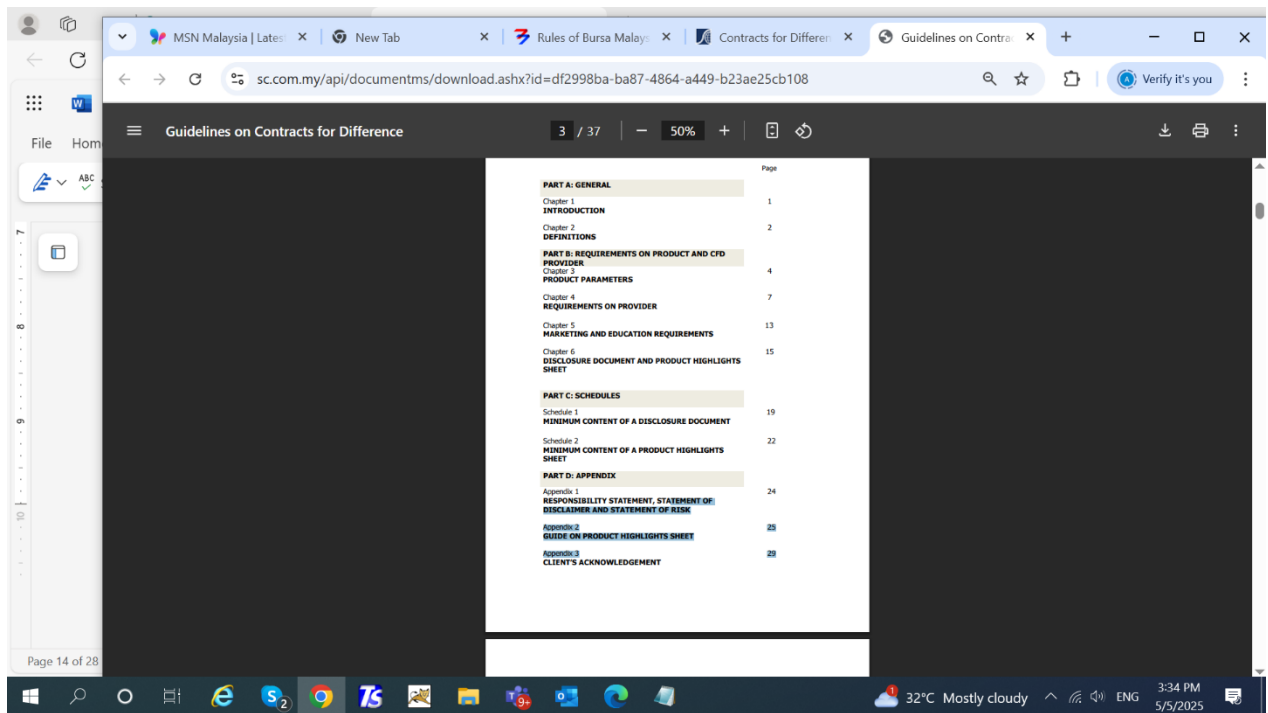 MSN Malaysia | Lates
New Tab
Rules of Bursa Malays
Contracts for Differen
Guidelines on Contrac
sc.com.my/api/documentms/download.ashx?id=df2998ba-ba87-4864-a449-b23ae25cb108
Verify it's you
Guidelines on Contracts for Difference
3 / 37
50%
File Hom
ABC
Page
PART A: GENERAL
Chapter 1 1
INTRODUCTION
Chapter 2 2
DEFINITIONS
PART B: REQUIREMENTS ON PRODUCT AND CFD
PROVIDER
Chapter 3 4
PRODUCT PARAMETERS
Chapter 4 7
REQUIREMENTS ON PROVIDER
Chapter 5 13
MARKETING AND EDUCATION REQUIREMENTS
Chapter 6 15
DISCLOSURE DOCUMENT AND PRODUCT HIGHLIGHTS
SHEET
PART C: SCHEDULES
Schedule 1 19
MINIMUM CONTENT OF A DISCLOSURE DOCUMENT
Schedule 2 22
MINIMUM CONTENT OF A PRODUCT HIGHLIGHTS
SHEET
PART D: APPENDIX
Appendix 1 24
RESPONSIBILITY STATEMENT, STATEMENT OF
DISCLAIMER AND STATEMENT OF RISK
Appendix 2 25
GUIDE ON PRODUCT HIGHLIGHTS SHEET
Appendix 3 29
CLIENT'S ACKNOWLEDGEMENT
7
8
9
10
Page 14 of 28
32°C Mostly cloudy
ENG
3:34 PM
5/5/2025